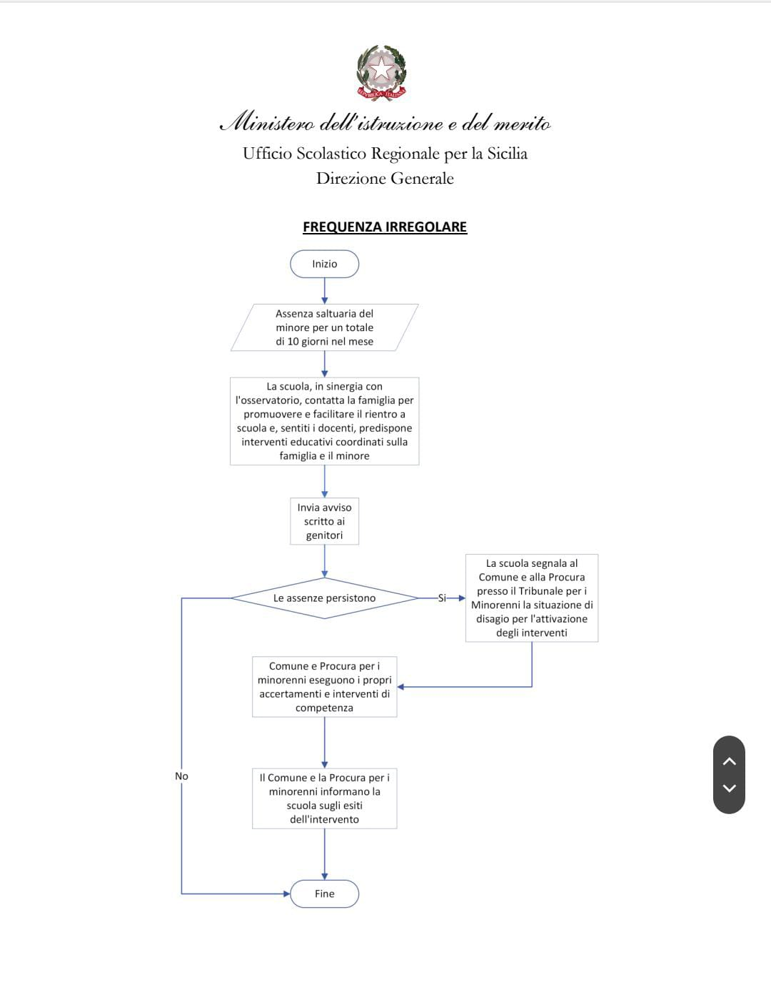 REPVBBLICA ITALIANA
Ministero dell'istruzione e del merito
Ufficio Scolastico Regionale per la Sicilia
Direzione Generale
FREQUENZA IRREGOLARE
Inizio
Assenza saltuaria del
minore per un totale
di 10 giorni nel mese
La scuola, in sinergia con
l'osservatorio, contatta la famiglia per
promuovere e facilitare il rientro a
scuola e, sentiti i docenti, predispone
interventi educativi coordinati sulla
famiglia e il minore
Invia avviso
scritto ai
genitori
Le assenze persistono
Si
La scuola segnala al
Comune e alla Procura
presso il Tribunale per i
Minorenni la situazione di
disagio per l'attivazione
degli interventi
Comune e Procura per i
minorenni eseguono i propri
accertamenti e interventi di
competenza
No
Il Comune e la Procura per i
minorenni informano la
scuola sugli esiti
dell'intervento
Fine